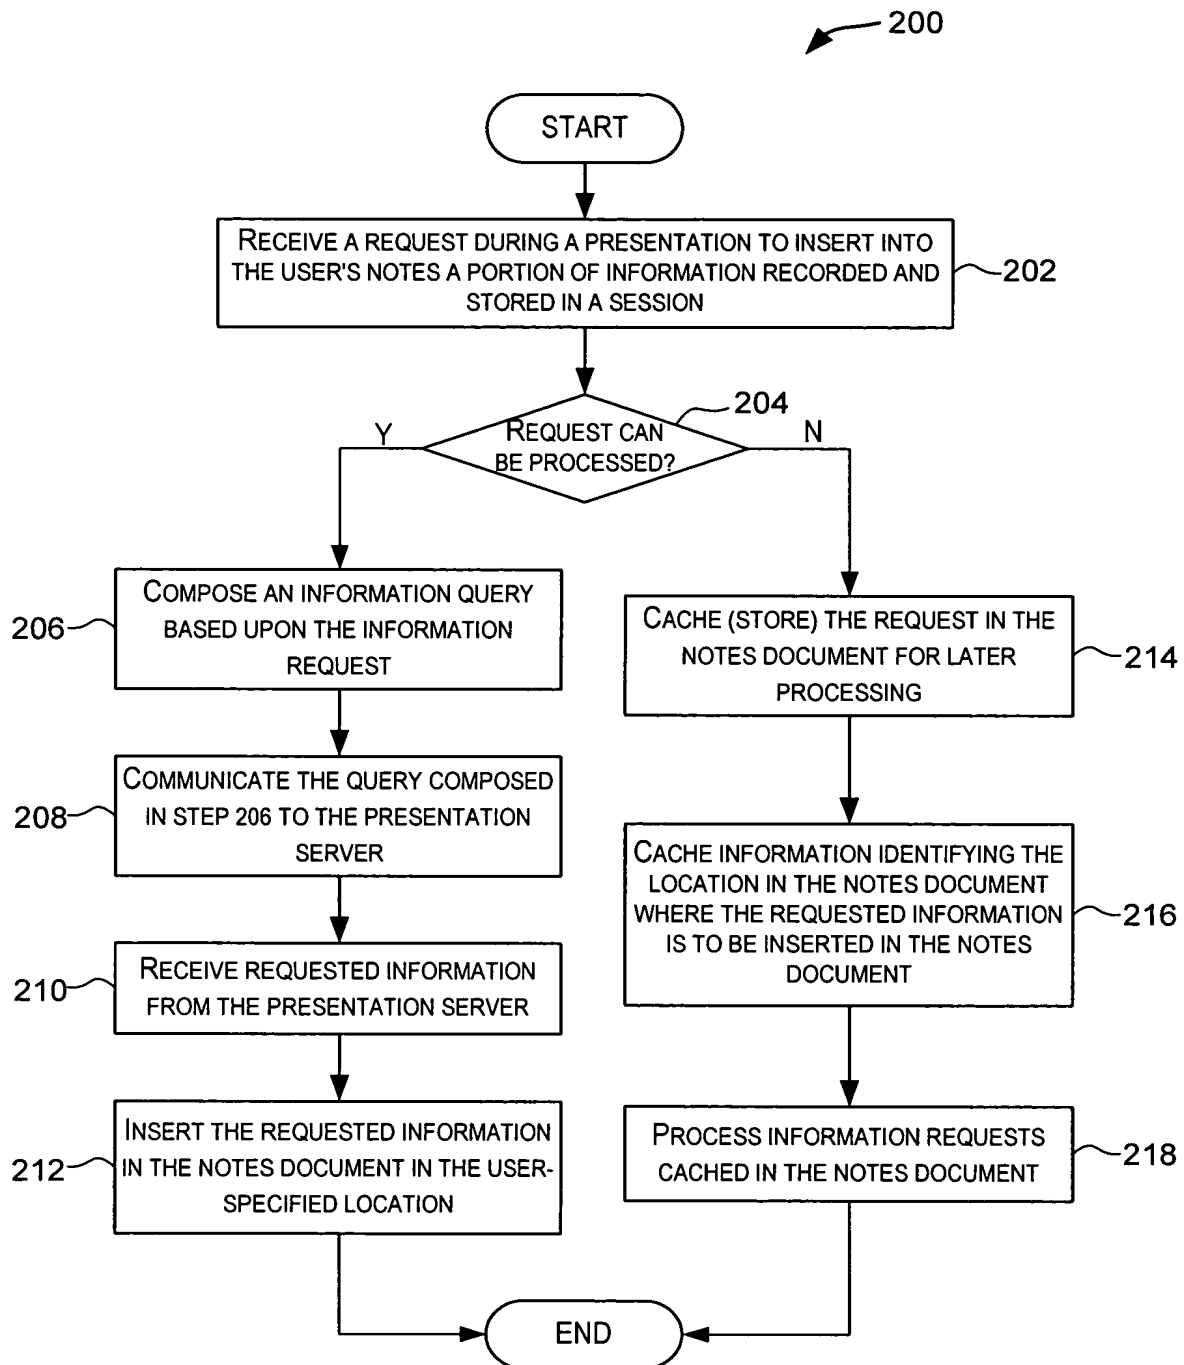 200
START
RECEIVE A REQUEST DURING A PRESENTATION TO INSERT INTO
THE USER'S NOTES A PORTION OF INFORMATION RECORDED AND
STORED IN A SESSION
202
204
REQUEST CAN
BE PROCESSED?
Y
N
COMPOSE AN INFORMATION QUERY
BASED UPON THE INFORMATION
REQUEST
206
COMMUNICATE THE QUERY COMPOSED
IN STEP 206 TO THE PRESENTATION
SERVER
208
RECEIVE REQUESTED INFORMATION
FROM THE PRESENTATION SERVER
210
INSERT THE REQUESTED INFORMATION
IN THE NOTES DOCUMENT IN THE USER-
SPECIFIED LOCATION
212
CACHE (STORE) THE REQUEST IN THE
NOTES DOCUMENT FOR LATER
PROCESSING
214
CACHE INFORMATION IDENTIFYING THE
LOCATION IN THE NOTES DOCUMENT
WHERE THE REQUESTED INFORMATION
IS TO BE INSERTED IN THE NOTES
DOCUMENT
216
PROCESS INFORMATION REQUESTS
CACHED IN THE NOTES DOCUMENT
218
END